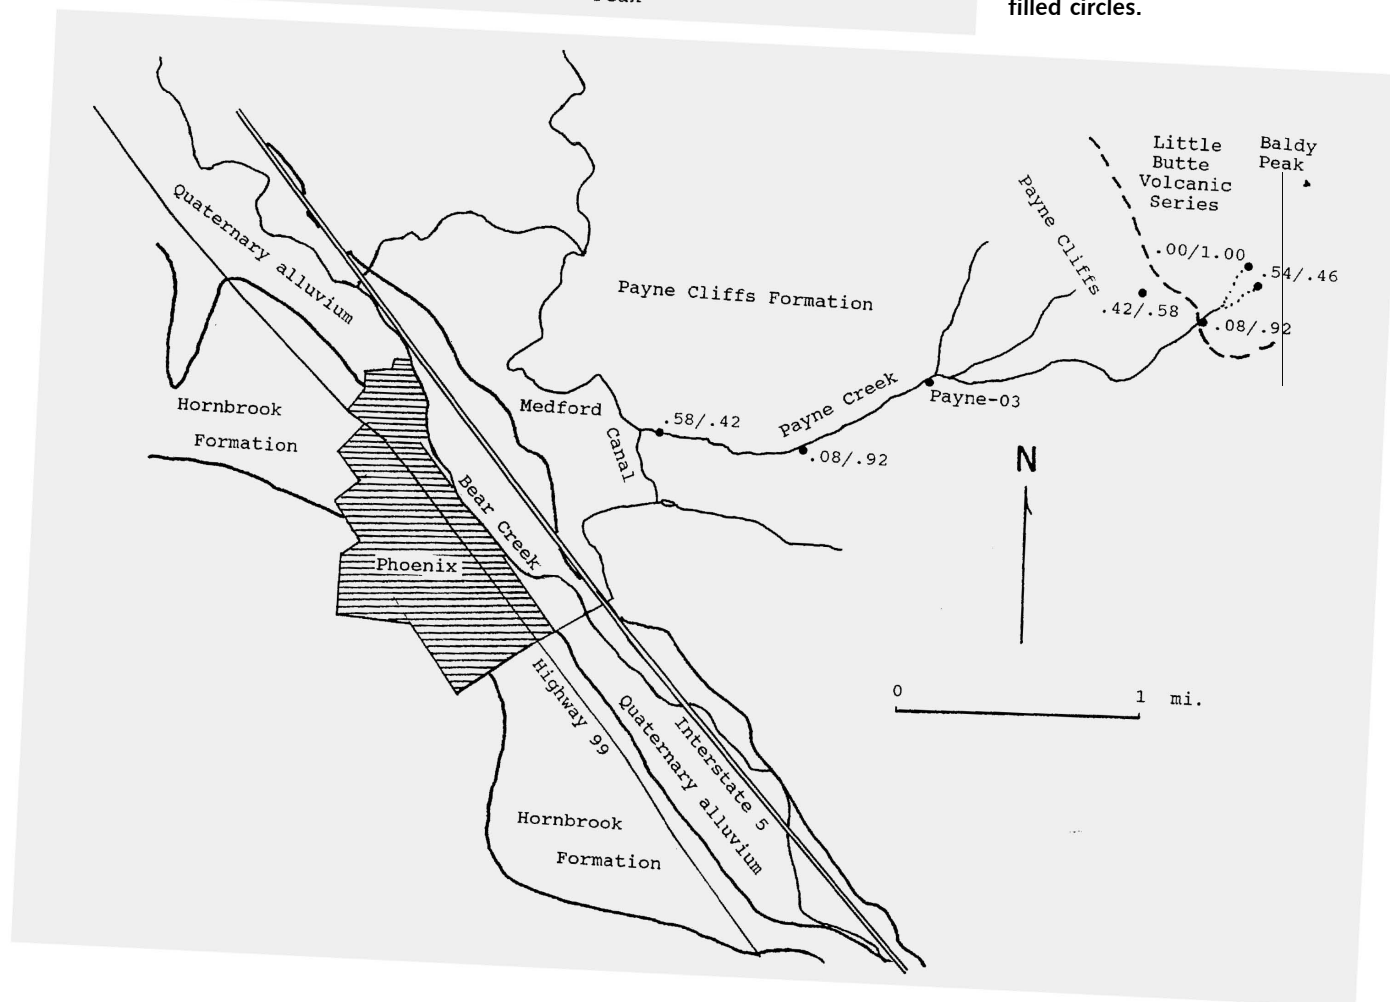 filled circles.
Little
Butte
Volcanic
Series
Baldy
Peak
Payne Cliffs
.00/1.00
.54/.46
.42/.58
.08/.92
Quaternary alluvium
Payne Cliffs Formation
Hornbrook
Formation
Medford
Canal
.58/.42
Payne Creek
.08/.92
Payne-03
N
Bear Creek
Phoenix
0
1 mi.
Highway 99
Quaternary alluvium
Interstate 5
Hornbrook
Formation